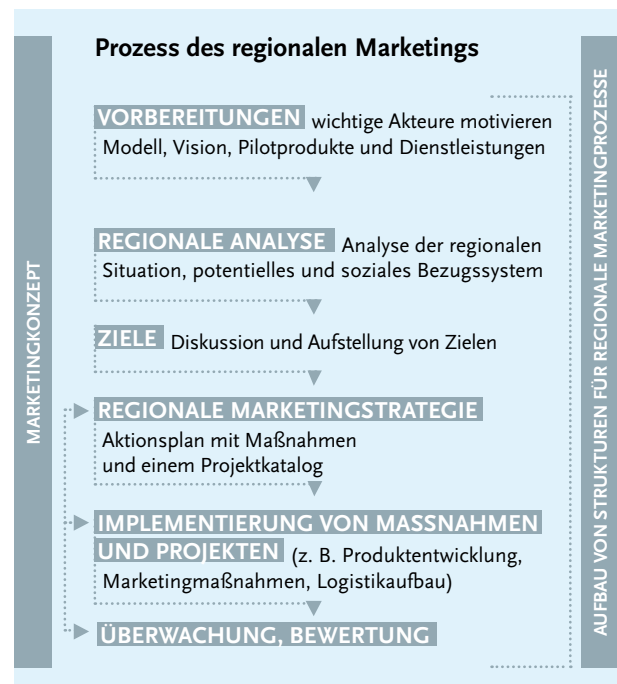 Prozess des regionalen Marketings
MARKETINGKONZEPT
VORBEREITUNGEN wichtige Akteure motivieren
Modell, Vision, Pilotprodukte und Dienstleistungen
REGIONALE ANALYSE Analyse der regionalen
Situation, potentielles und soziales Bezugssystem
ZIELE Diskussion und Aufstellung von Zielen
REGIONALE MARKETINGSTRATEGIE
Aktionsplan mit Maßnahmen
und einem Projektkatalog
IMPLEMENTIERUNG VON MASSNAHMEN
UND PROJEKTEN (z. B. Produktentwicklung,
Marketingmaßnahmen, Logistikaufbau)
ÜBERWACHUNG, BEWERTUNG
AUFBAU VON STRUKTUREN FÜR REGIONALE MARKETINGPROZESSE